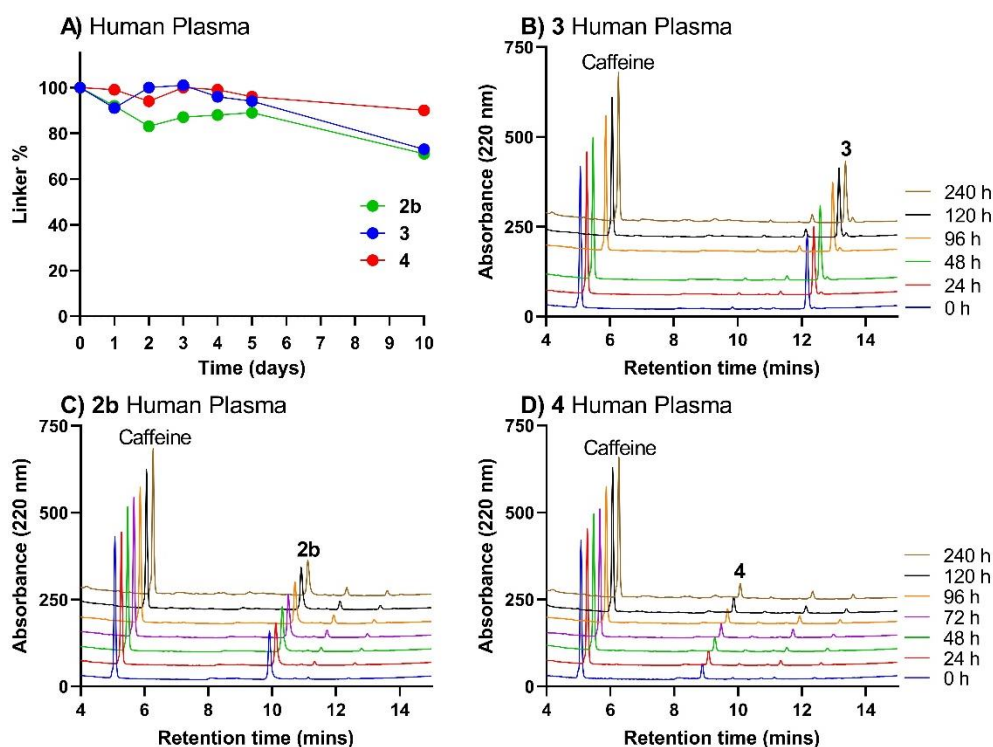 A) Human Plasma
Linker %
100
80
60
40
20
0
0 1 2 3 4 5 6 7 8 9 10
Time (days)
2b
3
4
B) 3 Human Plasma
Absorbance (220 nm)
750
500
250
0
Caffeine
3
4 6 8 10 12 14
Retention time (mins)
240 h
120 h
96 h
48 h
24 h
0 h
C) 2b Human Plasma
Absorbance (220 nm)
750
500
250
0
Caffeine
2b
4 6 8 10 12 14
Retention time (mins)
D) 4 Human Plasma
Absorbance (220 nm)
750
500
250
0
Caffeine
4
4 6 8 10 12 14
Retention time (mins)
240 h
120 h
96 h
72 h
48 h
24 h
0 h